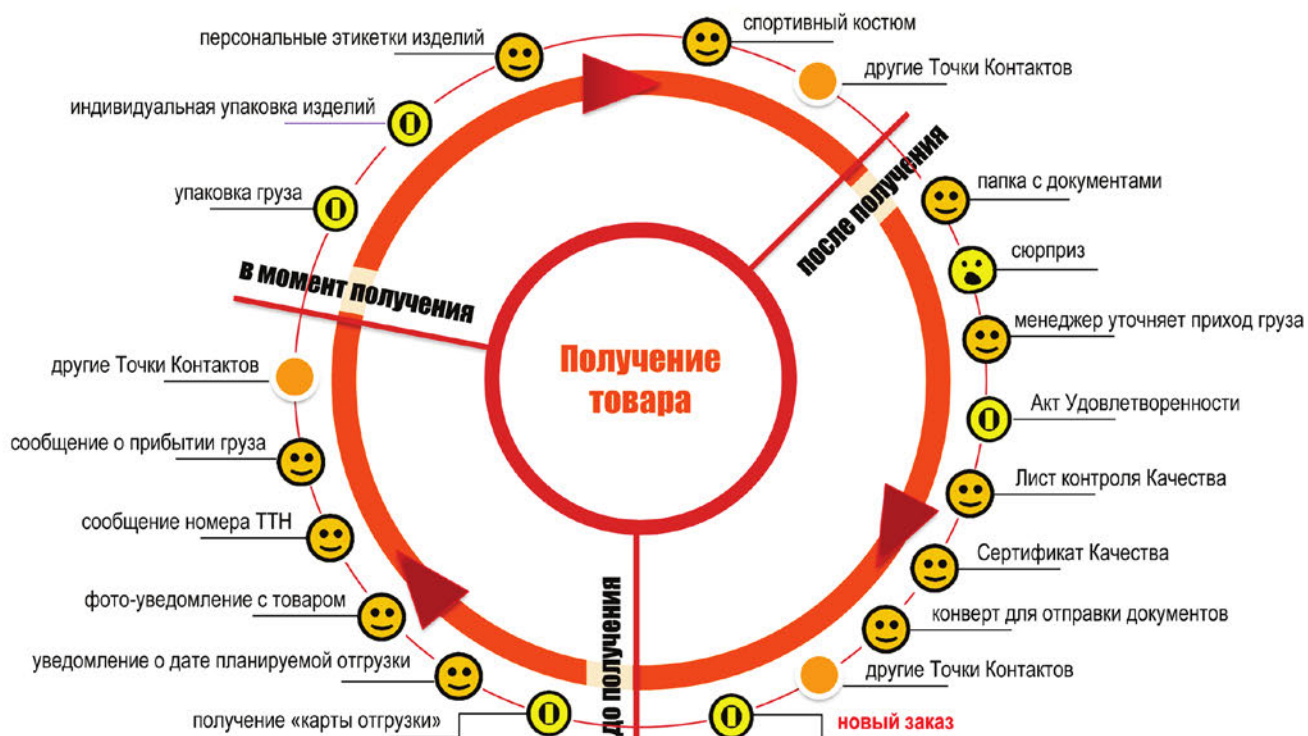 персональные этикетки изделий
спортивный костюм
другие Точки Контактов
индивидуальная упаковка изделий
упаковка груза
папка с документами
после получения
сюрприз
в момент получения
менеджер уточняет приход груза
Получение
товара
другие Точки Контактов
Акт Удовлетворенности
сообщение о прибытии груза
Лист контроля Качества
сообщение номера ТТН
Сертификат Качества
фото-уведомление с товаром
конверт для отправки документов
до получения
уведомление о дате планируемой отгрузки
другие Точки Контактов
получение «карты отгрузки»
новый заказ